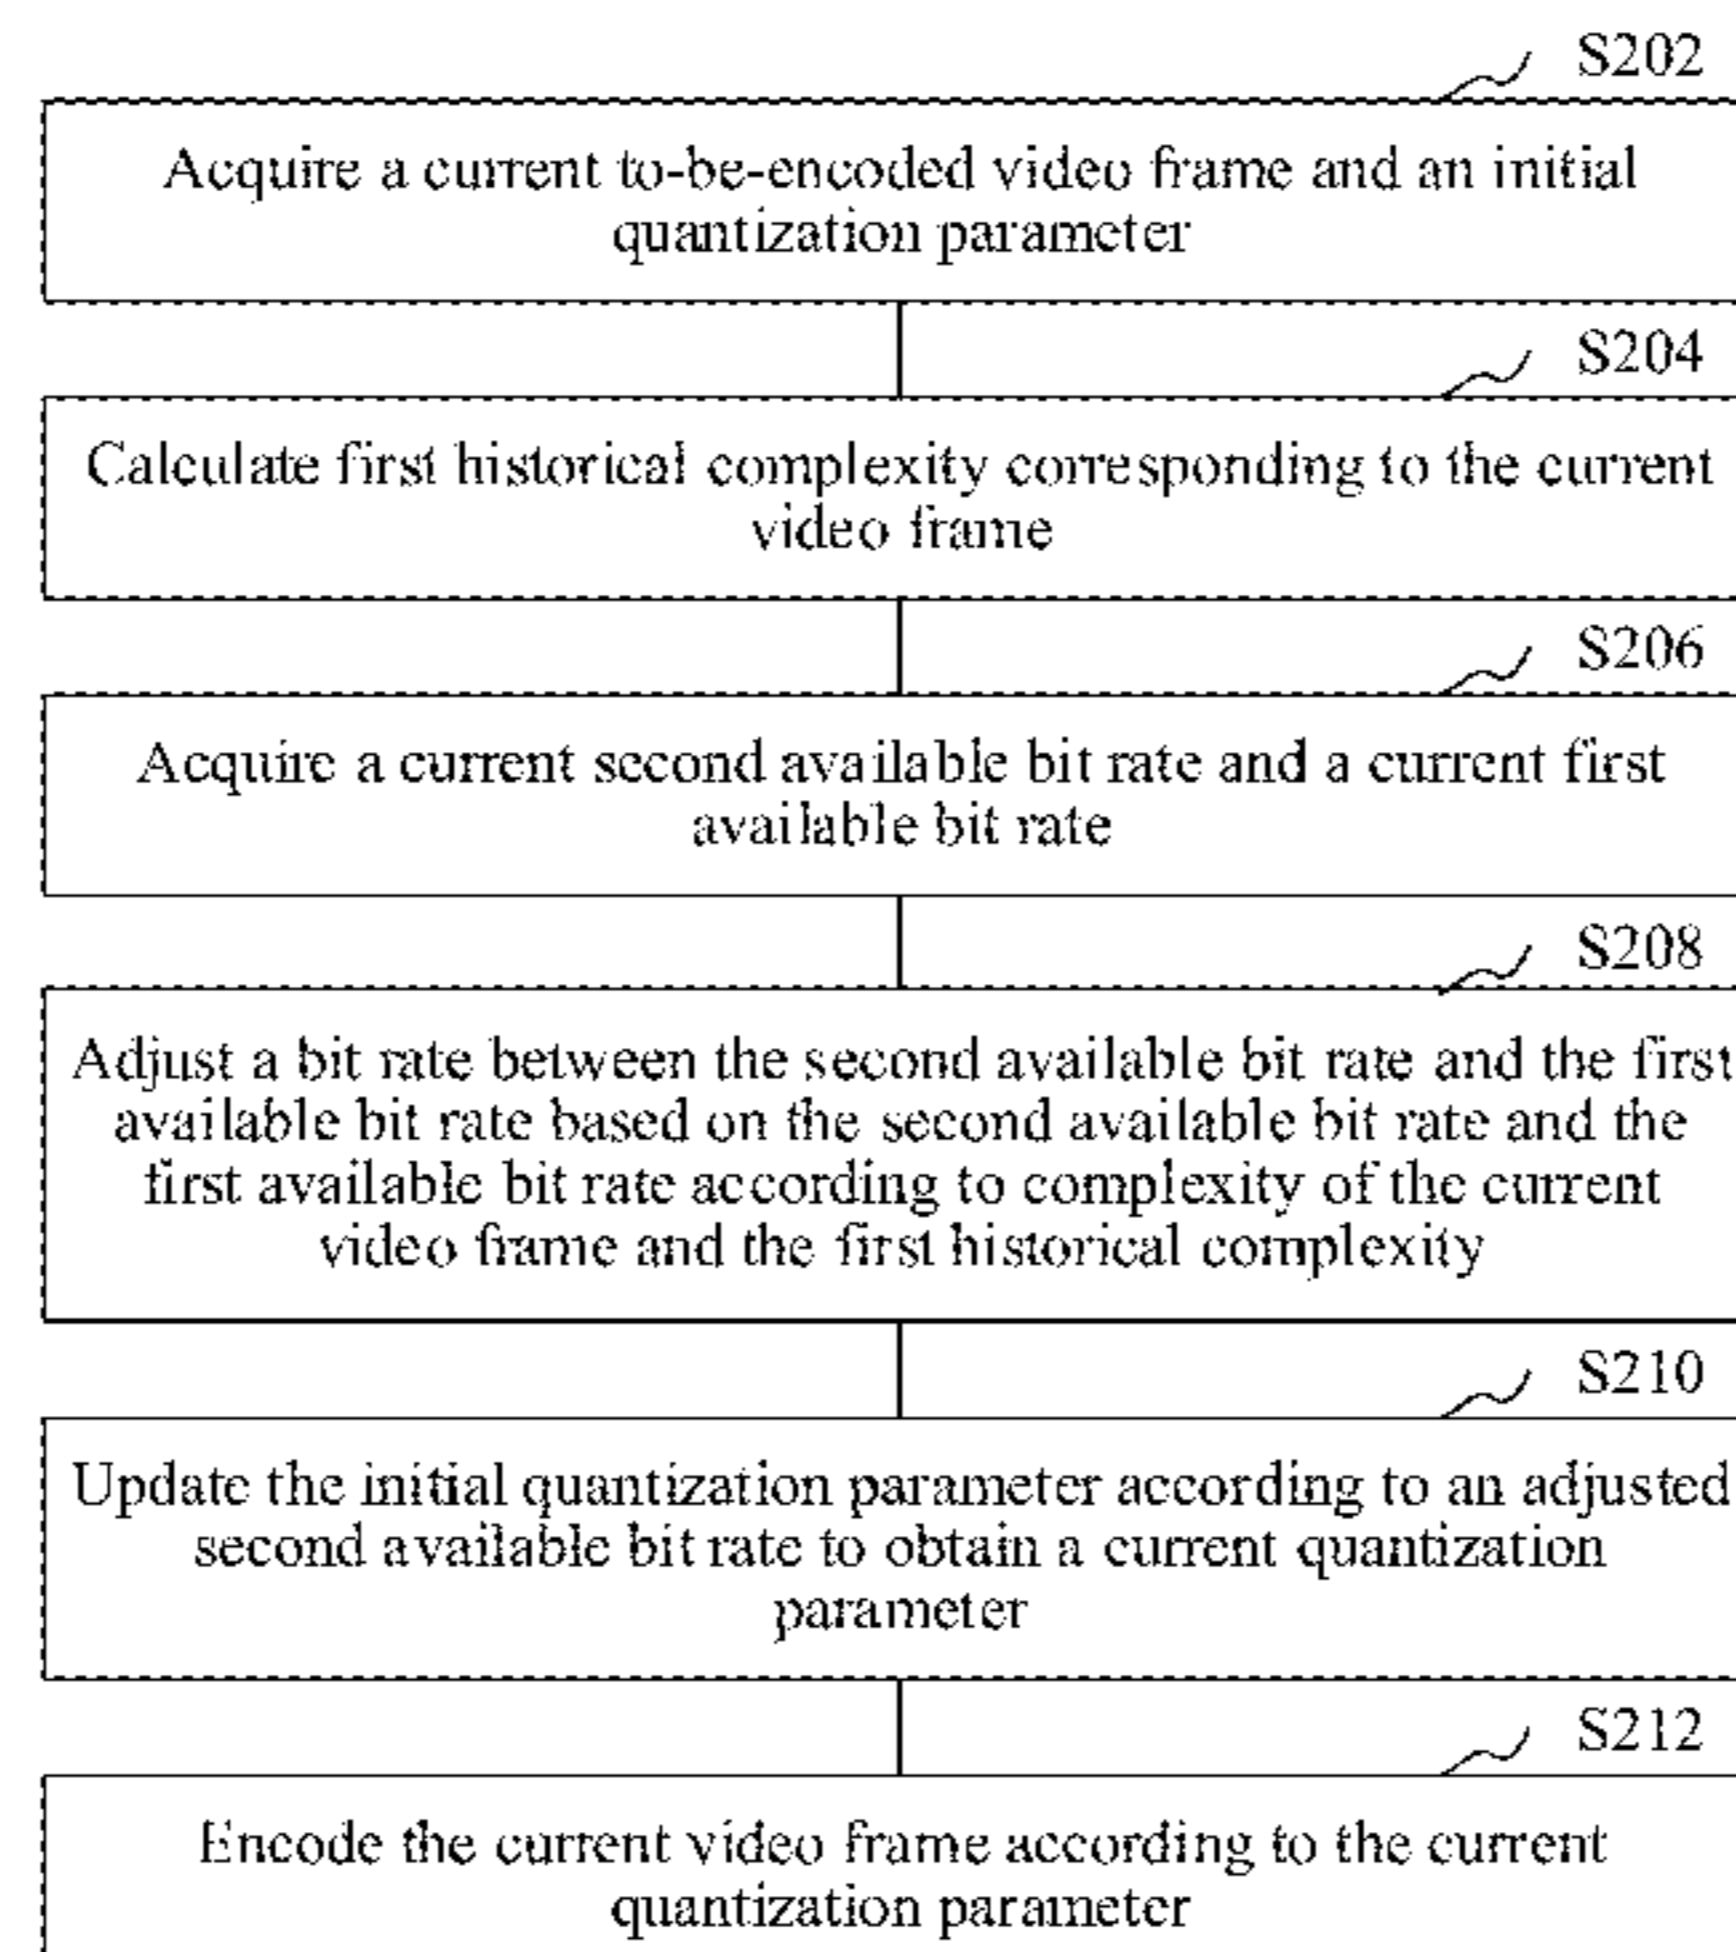 S202
Acquire a current to-be-encoded video frame and an initial
quantization parameter
S204
Calculate first historical complexity corresponding to the current
video frame
S206
Acquire a current second available bit rate and a current first
available bit rate
S208
Adjust a bit rate between the second available bit rate and the first
available bit rate based on the second available bit rate and the
first available bit rate according to complexity of the current
video frame and the first historical complexity
S210
Update the initial quantization parameter according to an adjusted
second available bit rate to obtain a current quantization
parameter
S212
Encode the current video frame according to the current
quantization parameter